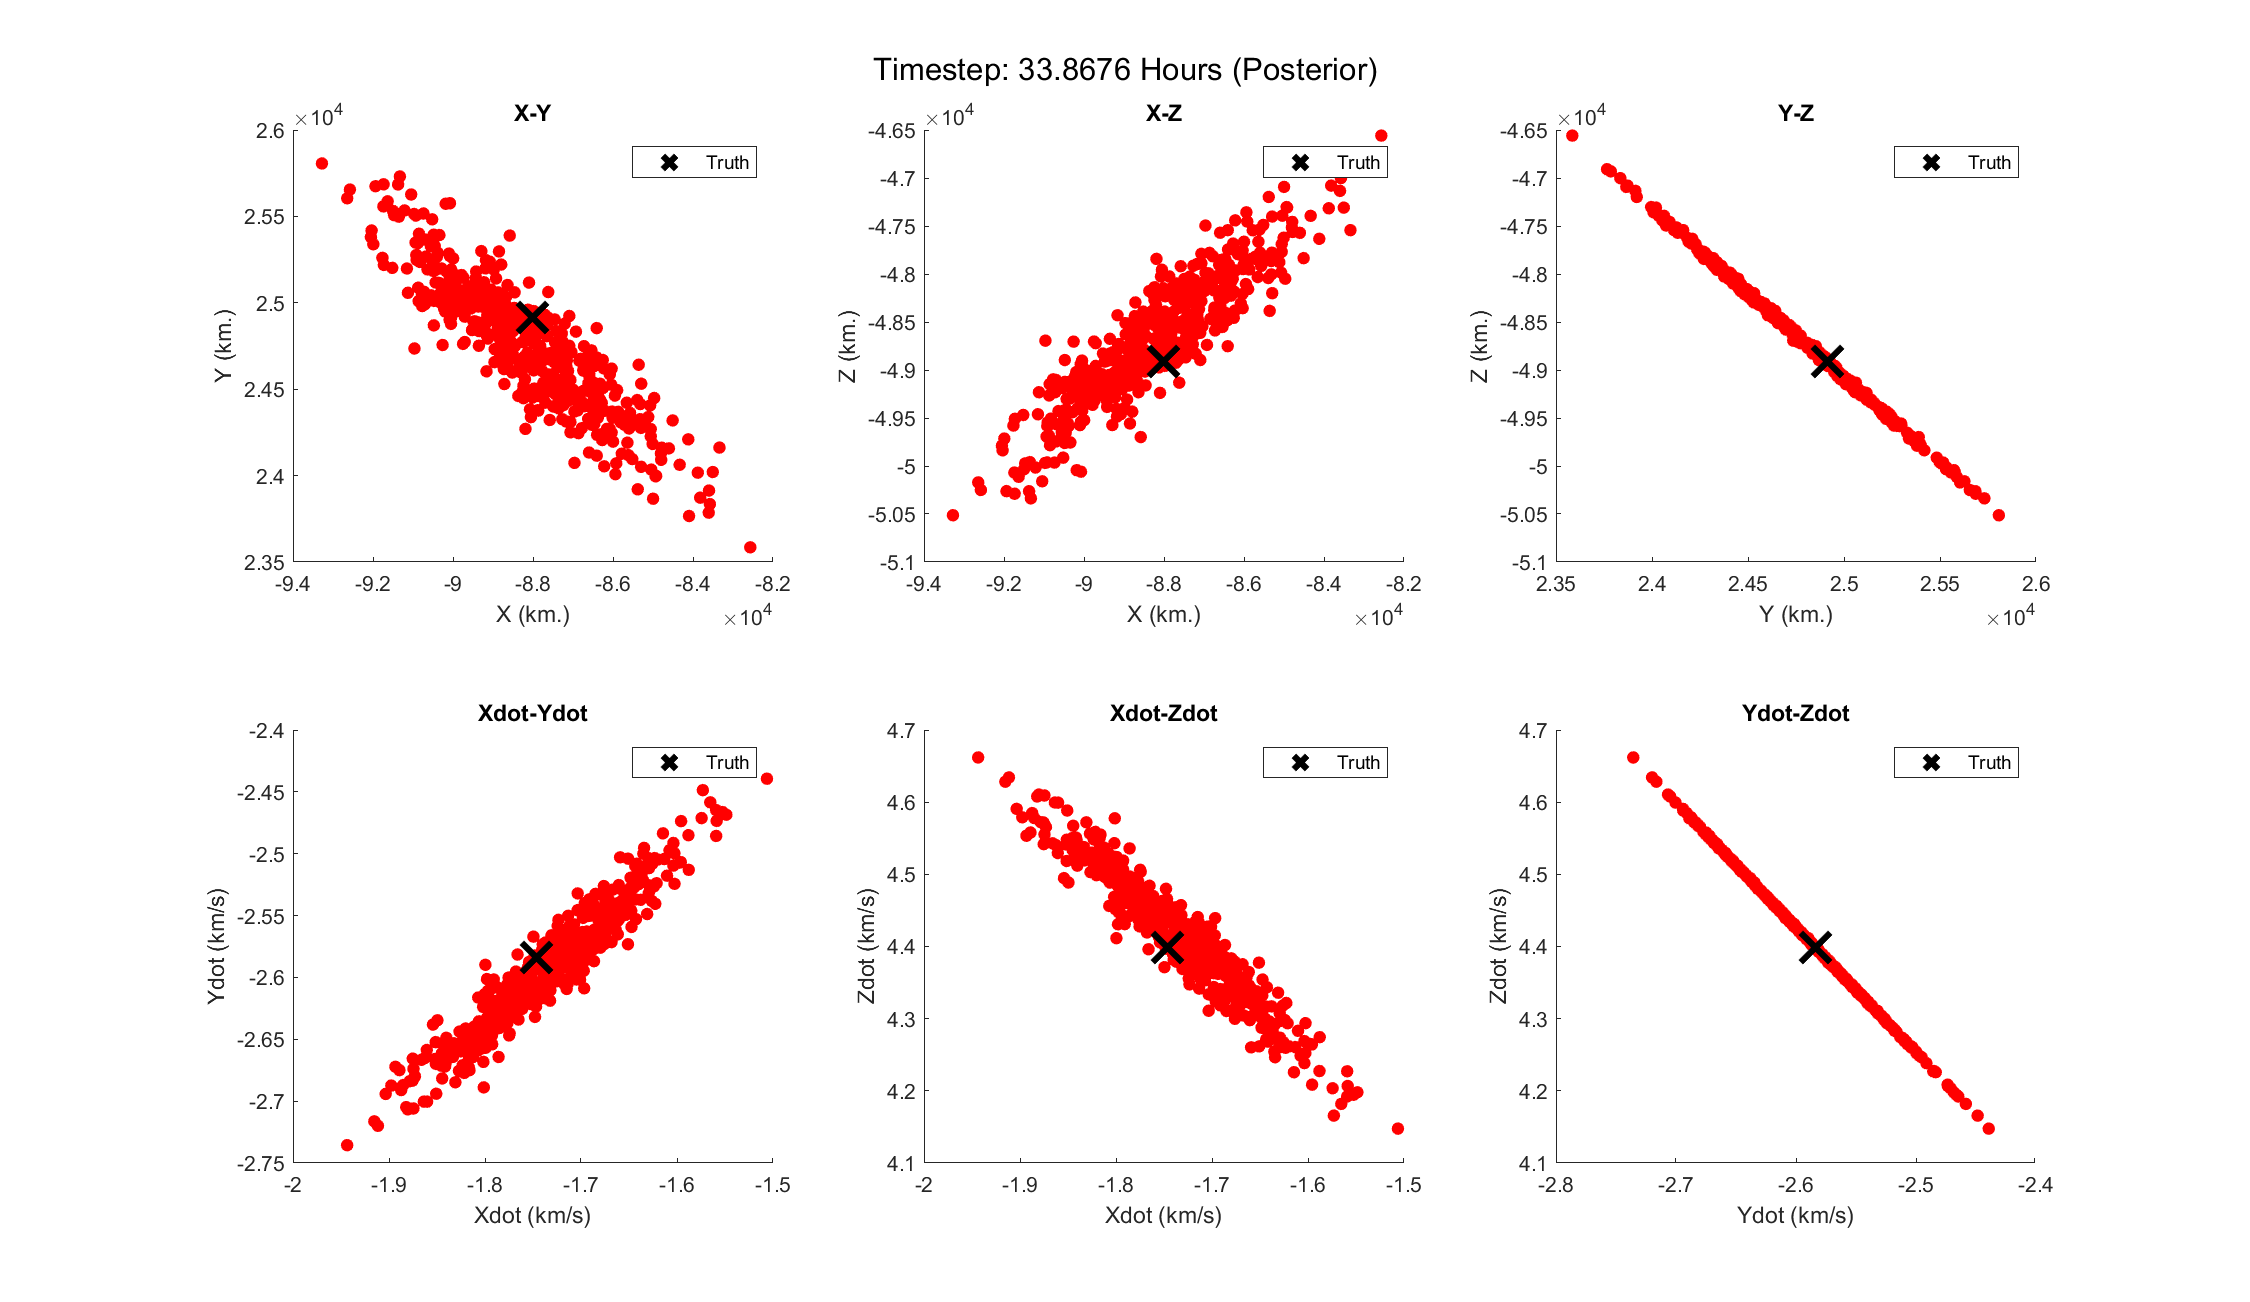 Timestep: 33.8676 Hours (Posterior)
X-Y
×10^4
2.6
2.55
2.5
2.45
2.4
2.35
Y (km.)
Truth
-9.4 -9.2 -9 -8.8 -8.6 -8.4 -8.2
X (km.)
×10^4
X-Z
×10^4
-4.65
-4.7
-4.75
-4.8
-4.85
-4.9
-4.95
-5
-5.05
-5.1
Z (km.)
Truth
-9.4 -9.2 -9 -8.8 -8.6 -8.4 -8.2
X (km.)
×10^4
Y-Z
×10^4
-4.65
-4.7
-4.75
-4.8
-4.85
-4.9
-4.95
-5
-5.05
-5.1
Z (km.)
Truth
2.35 2.4 2.45 2.5 2.55 2.6
Y (km.)
×10^4
Xdot-Ydot
-2.4
-2.45
-2.5
-2.55
-2.6
-2.65
-2.7
-2.75
Ydot (km/s)
Truth
-2 -1.9 -1.8 -1.7 -1.6 -1.5
Xdot (km/s)
Xdot-Zdot
4.7
4.6
4.5
4.4
4.3
4.2
4.1
Zdot (km/s)
Truth
-2 -1.9 -1.8 -1.7 -1.6 -1.5
Xdot (km/s)
Ydot-Zdot
4.7
4.6
4.5
4.4
4.3
4.2
4.1
Zdot (km/s)
Truth
-2.8 -2.7 -2.6 -2.5 -2.4
Ydot (km/s)